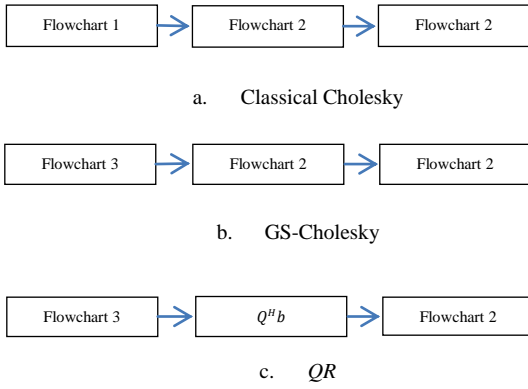 Flowchart 1 Flowchart 2 Flowchart 2
a. Classical Cholesky
Flowchart 3 Flowchart 2 Flowchart 2
b. GS-Cholesky
Flowchart 3 Qᴴb Flowchart 2
c. QR